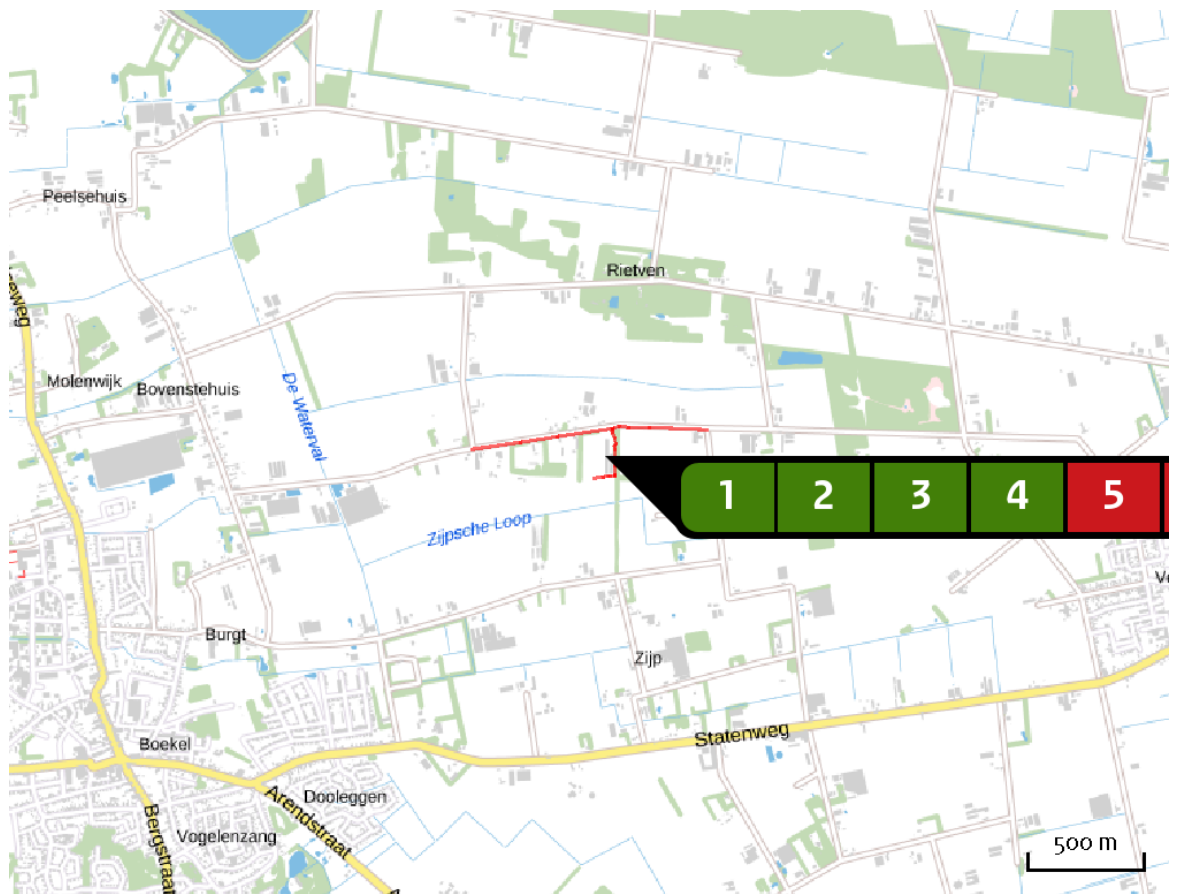 Peelsehuis
Rietven
Molenwijk
Bovenstehuis
De Waterval
1 2 3 4 5
Zijpsche Loop
Burgt
Zijp
Statenweg
Boekel
Dooleggen
Arendstraat
Vogelenzang
Bergstraat
500 m